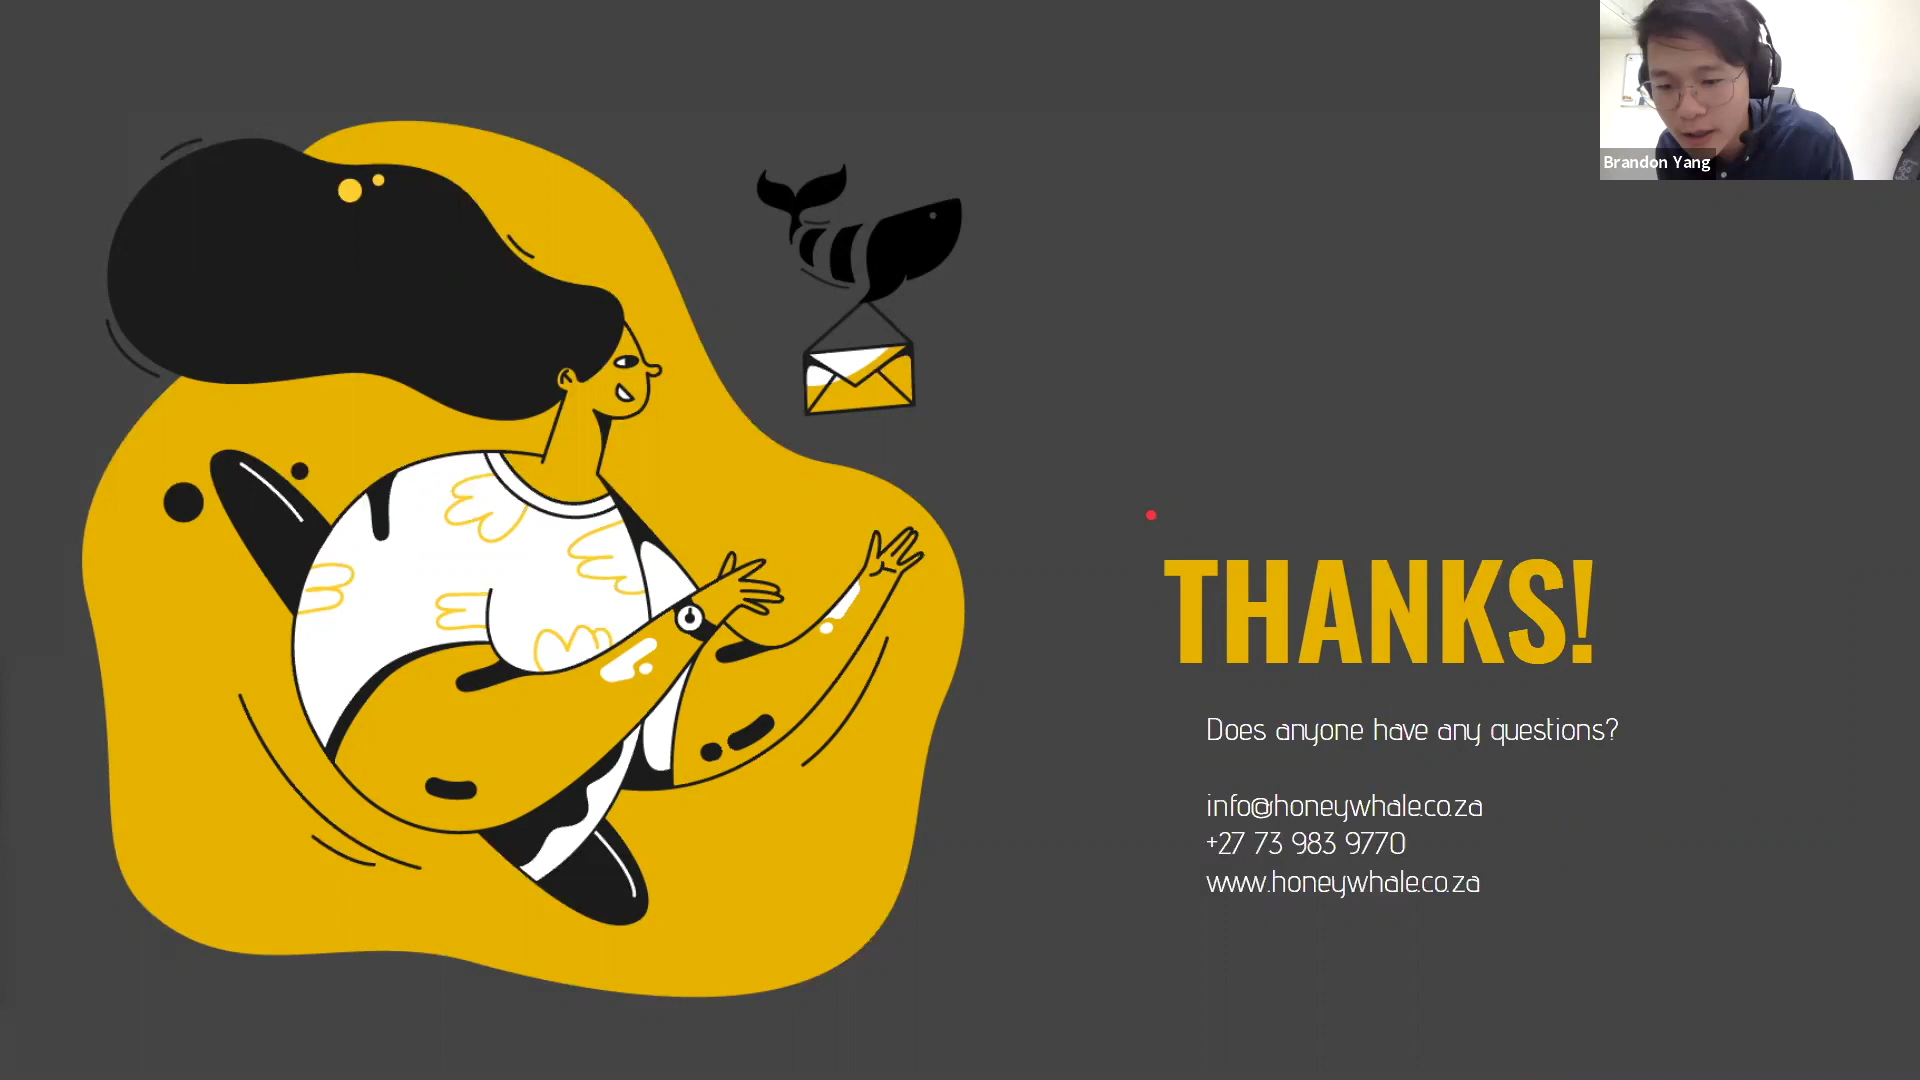 Brandon Yang
THANKS!
Does anyone have any questions?
info@honeywhale.co.za
+27 73 983 9770
www.honeywhale.co.za